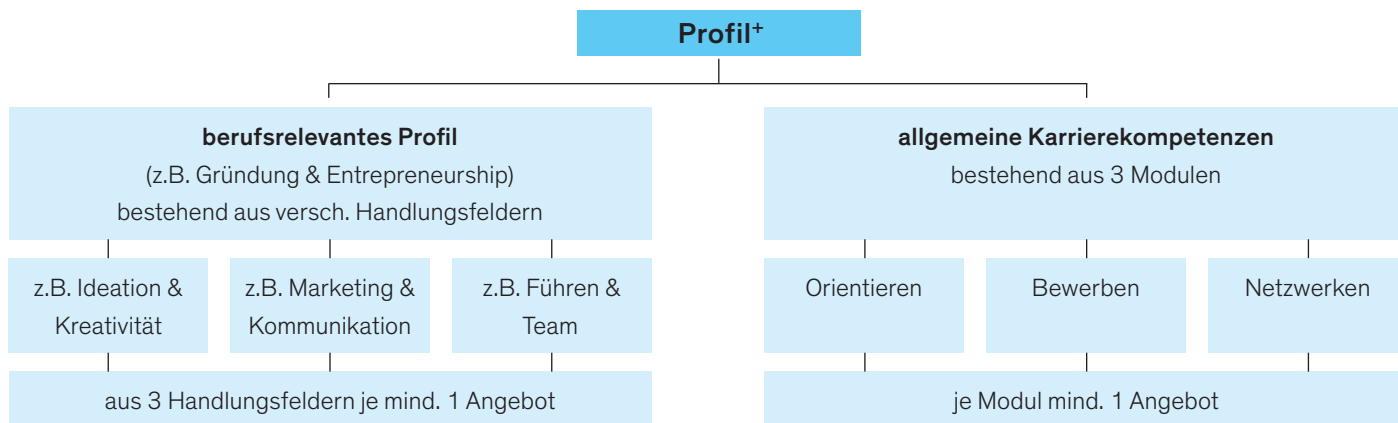 Profil⁺
berufsrelevantes Profil
(z.B. Gründung & Entrepreneurship)
bestehend aus versch. Handlungsfeldern
allgemeine Karrierekompetenzen
bestehend aus 3 Modulen
z.B. Ideation &
Kreativität
z.B. Marketing &
Kommunikation
z.B. Führen &
Team
Orientieren
Bewerben
Netzwerken
aus 3 Handlungsfeldern je mind. 1 Angebot
je Modul mind. 1 Angebot